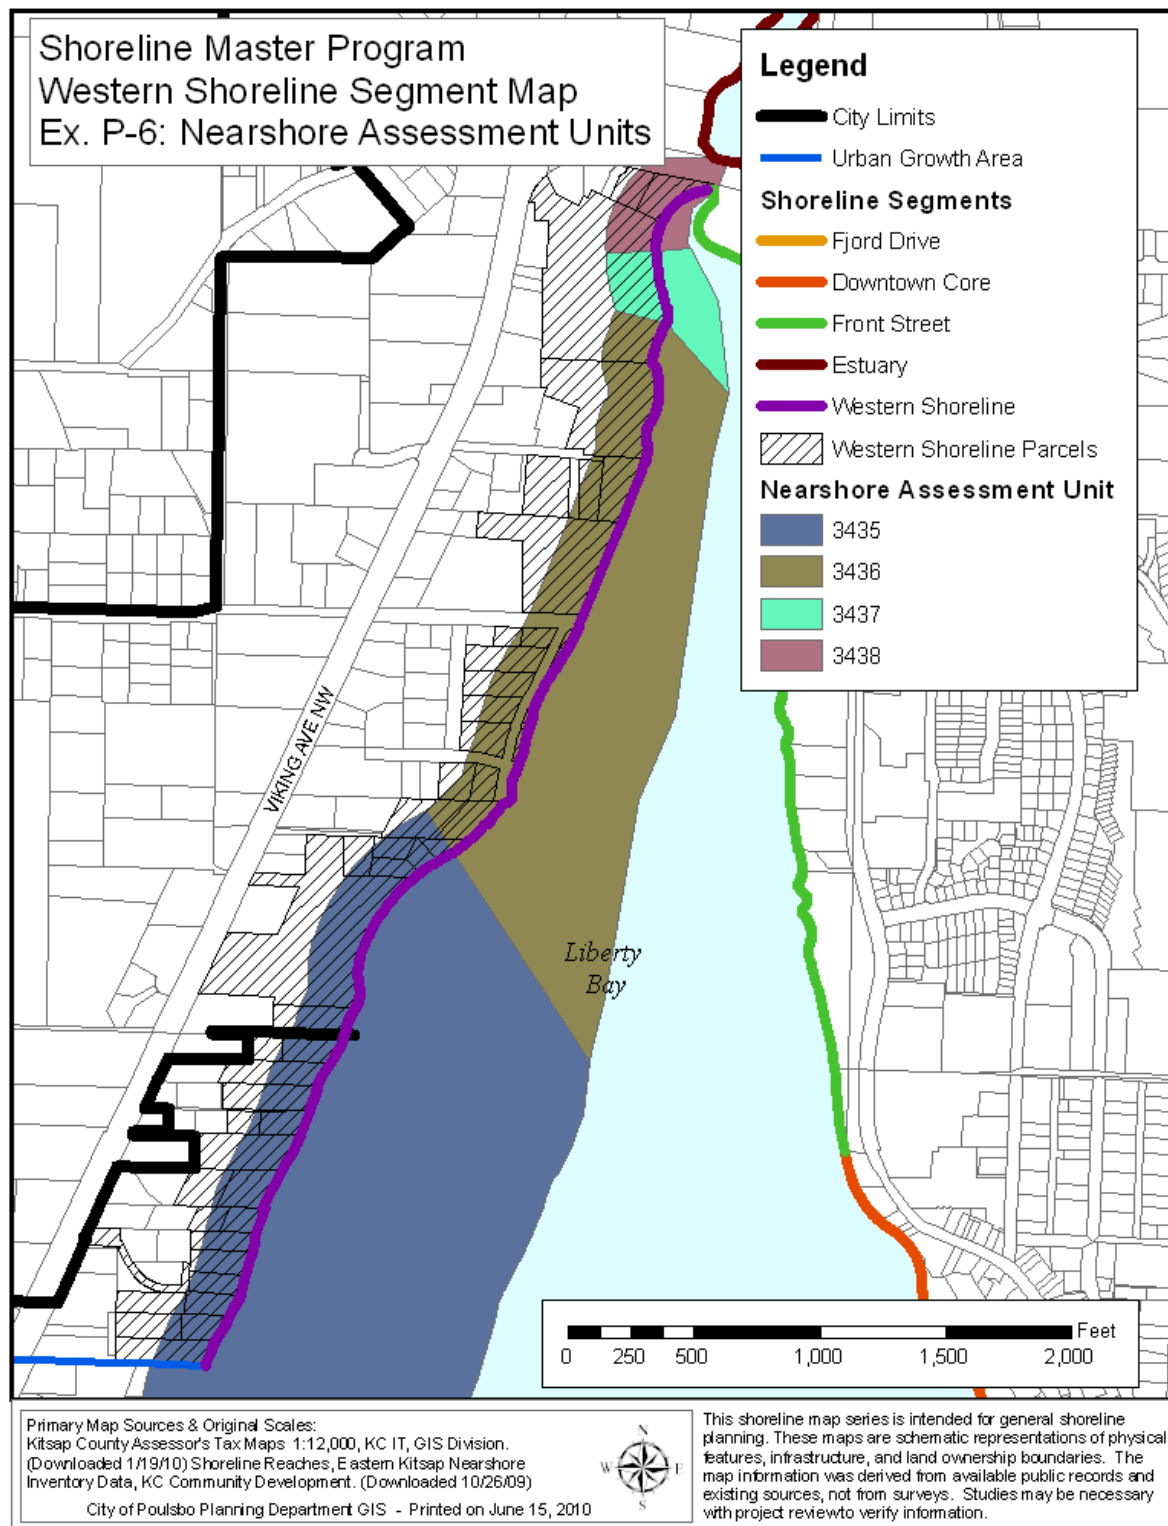 Shoreline Master Program
Western Shoreline Segment Map
Ex. P-6: Nearshore Assessment Units
Legend
City Limits
Urban Growth Area
Shoreline Segments
Fjord Drive
Downtown Core
Front Street
Estuary
Western Shoreline
Western Shoreline Parcels
Nearshore Assessment Unit
3435
3436
3437
3438
VIKING AVE NW
Liberty
Bay
Feet
0 250 500 1,000 1,500 2,000
Primary Map Sources & Original Scales:
Kitsap County Assessor's Tax Maps 1:12,000, KC IT, GIS Division.
(Downloaded 1/19/10) Shoreline Reaches, Eastern Kitsap Nearshore
Inventory Data, KC Community Development. (Downloaded 10/26/09)
City of Poulsbo Planning Department GIS - Printed on June 15, 2010
N
W E
S
This shoreline map series is intended for general shoreline
planning. These maps are schematic representations of physical
features, infrastructure, and land ownership boundaries. The
map information was derived from available public records and
existing sources, not from surveys. Studies may be necessary
with project reviewto verify information.